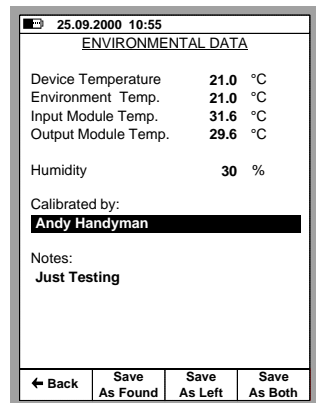 25.09.2000 10:55
ENVIRONMENTAL DATA
Device Temperature 21.0 °C
Environment Temp. 21.0 °C
Input Module Temp. 31.6 °C
Output Module Temp. 29.6 °C
Humidity 30 %
Calibrated by:
Andy Handyman
Notes:
Just Testing
← Back Save As Found Save As Left Save As Both